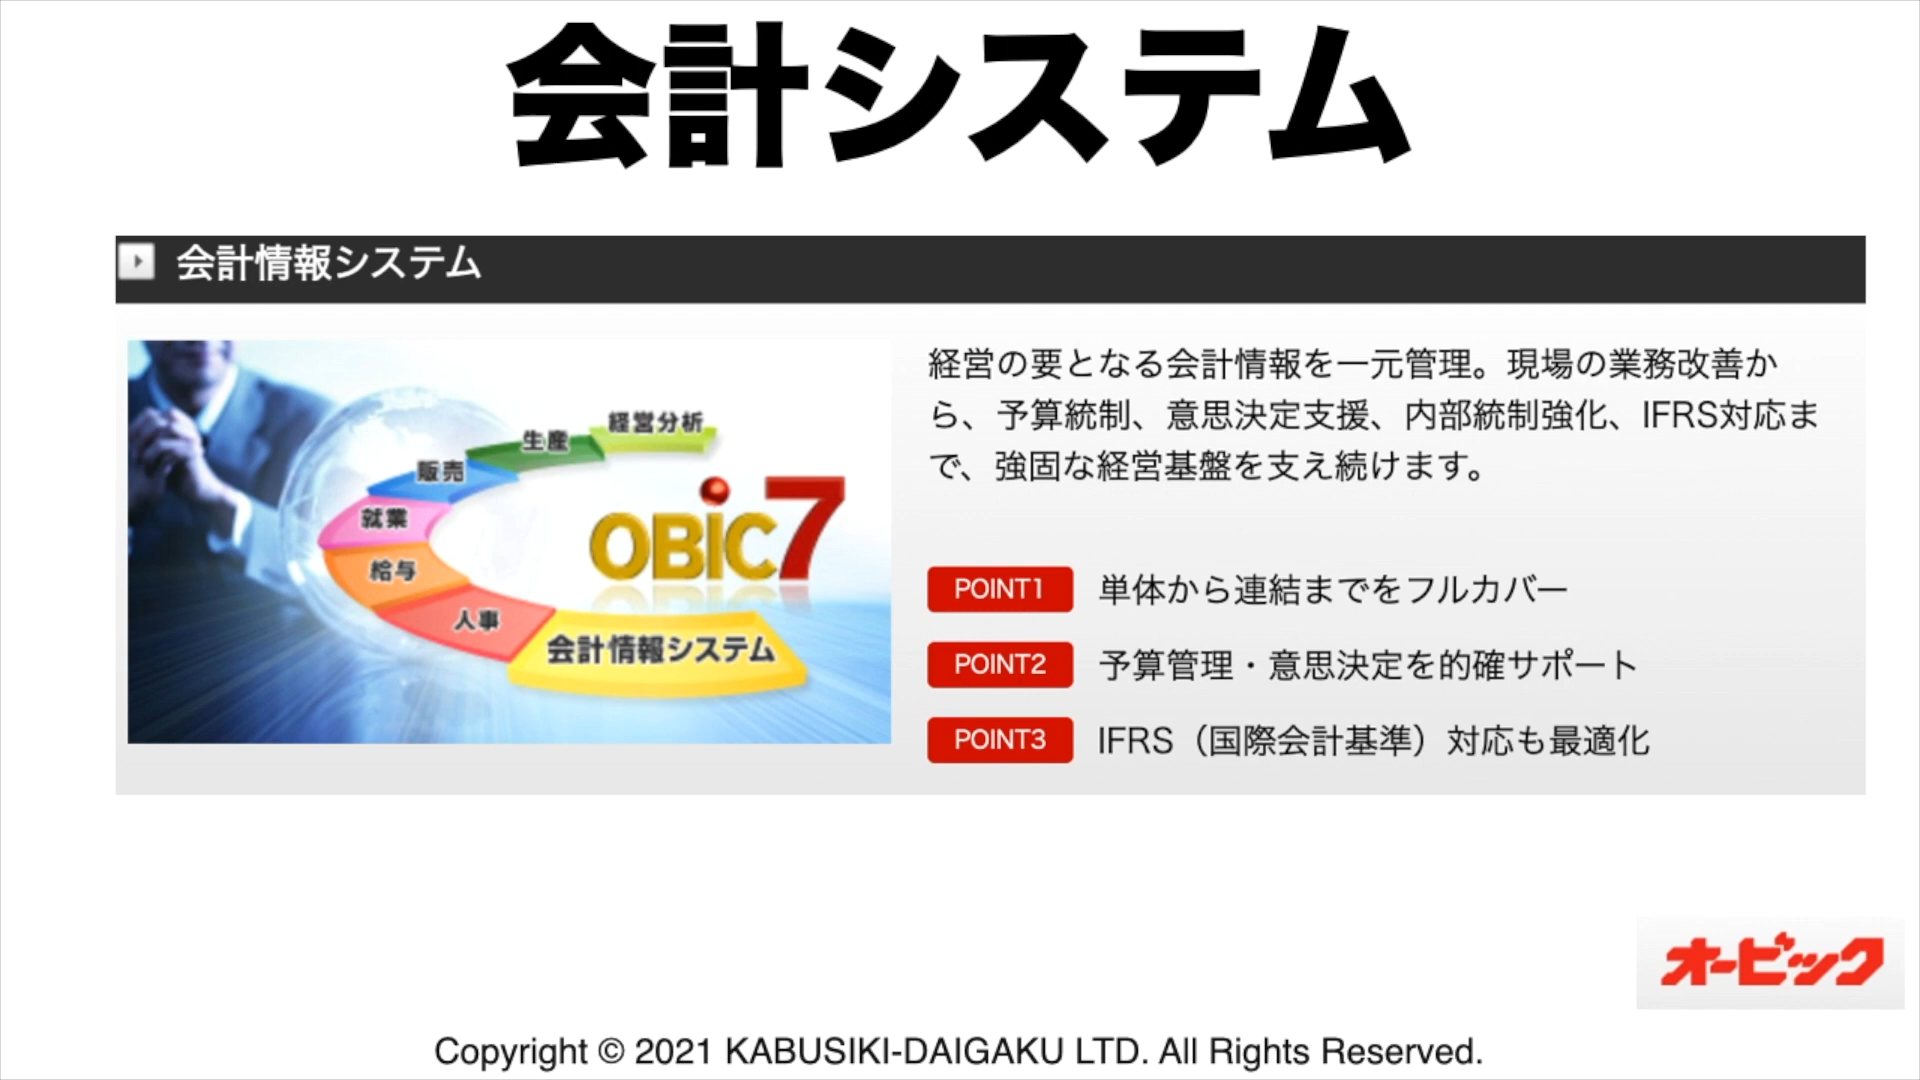 会計システム
会計情報システム
経営の要となる会計情報を一元管理。現場の業務改善か
ら、予算統制、意思決定支援、内部統制強化、IFRS対応ま
で、強固な経営基盤を支え続けます。
経営分析
生産
販売
就業
給与
人事
会計情報システム
OBiC7
POINT1 単体から連結までをフルカバー
POINT2 予算管理・意思決定を的確サポート
POINT3 IFRS（国際会計基準）対応も最適化
オービック
Copyright © 2021 KABUSIKI-DAIGAKU LTD. All Rights Reserved.